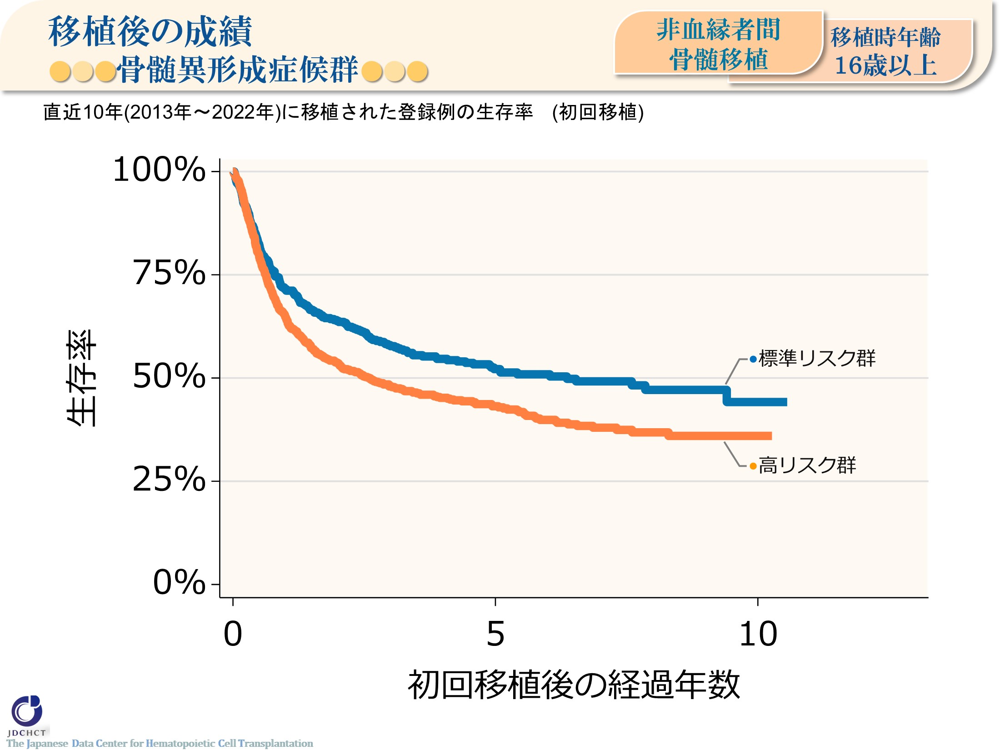 移植後の成績
骨髄異形成症候群
非血縁者間
骨髄移植
移植時年齢
16歳以上
直近10年(2013年～2022年)に移植された登録例の生存率　(初回移植)
100%
75%
50%
25%
0%
生存率
標準リスク群
高リスク群
0
5
10
初回移植後の経過年数
JDCHCT
The Japanese Data Center for Hematopoietic Cell Transplantation